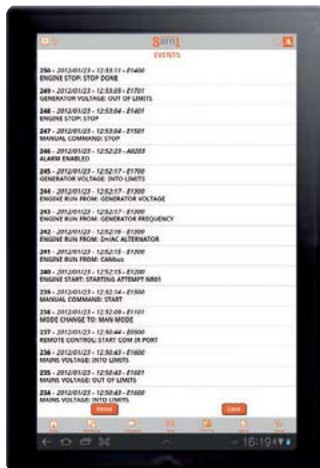 Sam1
EVENTS
250 - 2012/01/23 - 12:53:11 - E1400
ENGINE STOP: STOP DONE
249 - 2012/01/23 - 12:53:05 - E1701
GENERATOR VOLTAGE: OUT OF LIMITS
248 - 2012/01/23 - 12:53:04 - E1401
ENGINE STOP: STOP
247 - 2012/01/23 - 12:53:04 - E1501
MANUAL COMMAND: STOP
246 - 2012/01/23 - 12:52:23 - A0203
ALARM ENABLED
245 - 2012/01/23 - 12:52:17 - E1700
GENERATOR VOLTAGE: INTO LIMITS
244 - 2012/01/23 - 12:52:17 - E1300
ENGINE RUN FROM: GENERATOR VOLTAGE
243 - 2012/01/23 - 12:52:17 - E1300
ENGINE RUN FROM: GENERATOR FREQUENCY
242 - 2012/01/23 - 12:52:16 - E1300
ENGINE RUN FROM: D+/AC ALTERNATOR
241 - 2012/01/23 - 12:52:15 - E1300
ENGINE RUN FROM: CANbus
240 - 2012/01/23 - 12:52:15 - E1200
ENGINE START: STARTING ATTEMPT NR01
239 - 2012/01/23 - 12:52:14 - E1500
MANUAL COMMAND: START
238 - 2012/01/23 - 12:52:09 - E1101
MODE CHANGE TO: MAN MODE
237 - 2012/01/23 - 12:50:44 - E0500
REMOTE CONTROL: START COM IR PORT
236 - 2012/01/23 - 12:50:43 - E1600
MAINS VOLTAGE: INTO LIMITS
235 - 2012/01/23 - 12:50:43 - E1601
MAINS VOLTAGE: OUT OF LIMITS
234 - 2012/01/23 - 12:50:43 - E1600
MAINS VOLTAGE: INTO LIMITS
Reset
Save
16:19